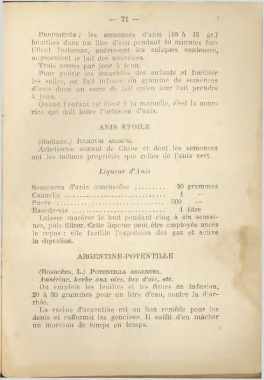 — 71 —
PROPRIÉTÉS : les semences d'anis [10 à 15 gr.]
bouillies dans un litre d'eau pendant 10 minutes for-
tifient l'estomac, guérissent les coliques venteuses,
augmentent le lait des nourrices.
Trois verres par jour à jeun.
Pour guérir les tranchées des enfants et faciliter
les selles, on fait infuser un gramme de semences
d'anis dans un verre de lait qu'on leur fait prendre
à jeun.
Quand l'enfant est élevé à la mamelle, c'est la nour-
rice qui doit boire l'infusion d'anis.
ANIS ETOILE
(Badiane.) ILLICIUM ANISUM.
Arbrisseau venant de Chine et dont les semences
ont les mêmes propriétés que celles de l'anis vert.
Liqueur d'Anis
Semences d'anis concassées .......... 60 grammes
Cannelle .......... 1 —
Sucre .......... 500 —
Eau-de-vie .......... 1 litre
Laisser macérer le tout pendant cinq à six semai-
nes, puis filtrer. Cette liqueur peut être employée après
le repas : elle facilite l'expulsion des gaz et active
la digestion.
ARGENTINE-POTENTILLE
(Rosacées, L.) POTENTILLA ARGENTEA.
Ansérine, herbe aux oies, bec d'oie, etc.
On emploie les feuilles et les fleurs en infusion,
20 à 30 grammes pour un litre d'eau, contre la diar-
rhée.
La racine d'argentine est un bon remède pour les
dents et raffermit les gencives. Il suffit d'en mâcher
un morceau de temps en temps.